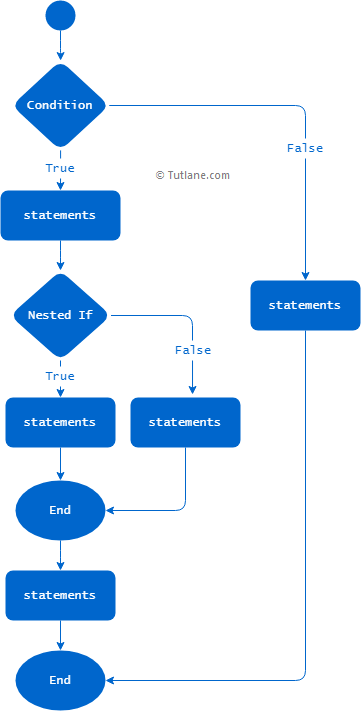 Condition
False
True
© Tutlane.com
statements
statements
Nested If
False
True
statements
statements
End
statements
End